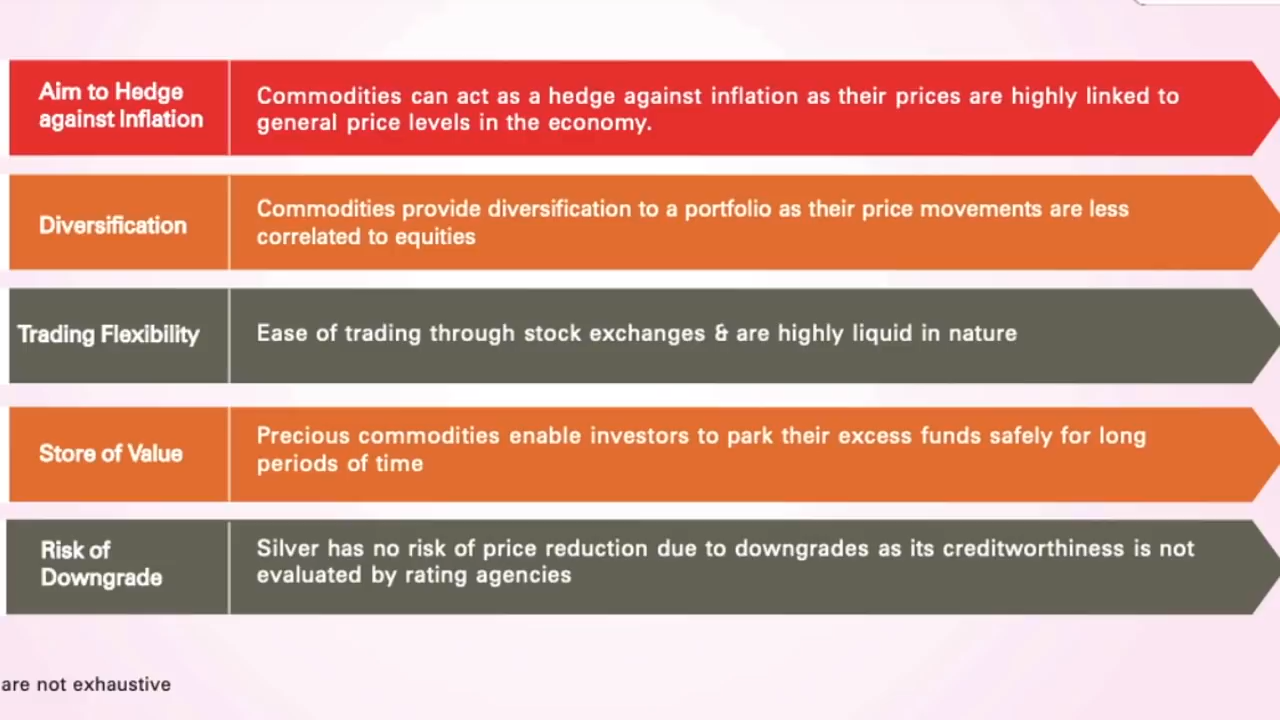 Aim to Hedge
against Inflation
Commodities can act as a hedge against inflation as their prices are highly linked to
general price levels in the economy.
Diversification
Commodities provide diversification to a portfolio as their price movements are less
correlated to equities
Trading Flexibility
Ease of trading through stock exchanges & are highly liquid in nature
Store of Value
Precious commodities enable investors to park their excess funds safely for long
periods of time
Risk of
Downgrade
Silver has no risk of price reduction due to downgrades as its creditworthiness is not
evaluated by rating agencies
are not exhaustive